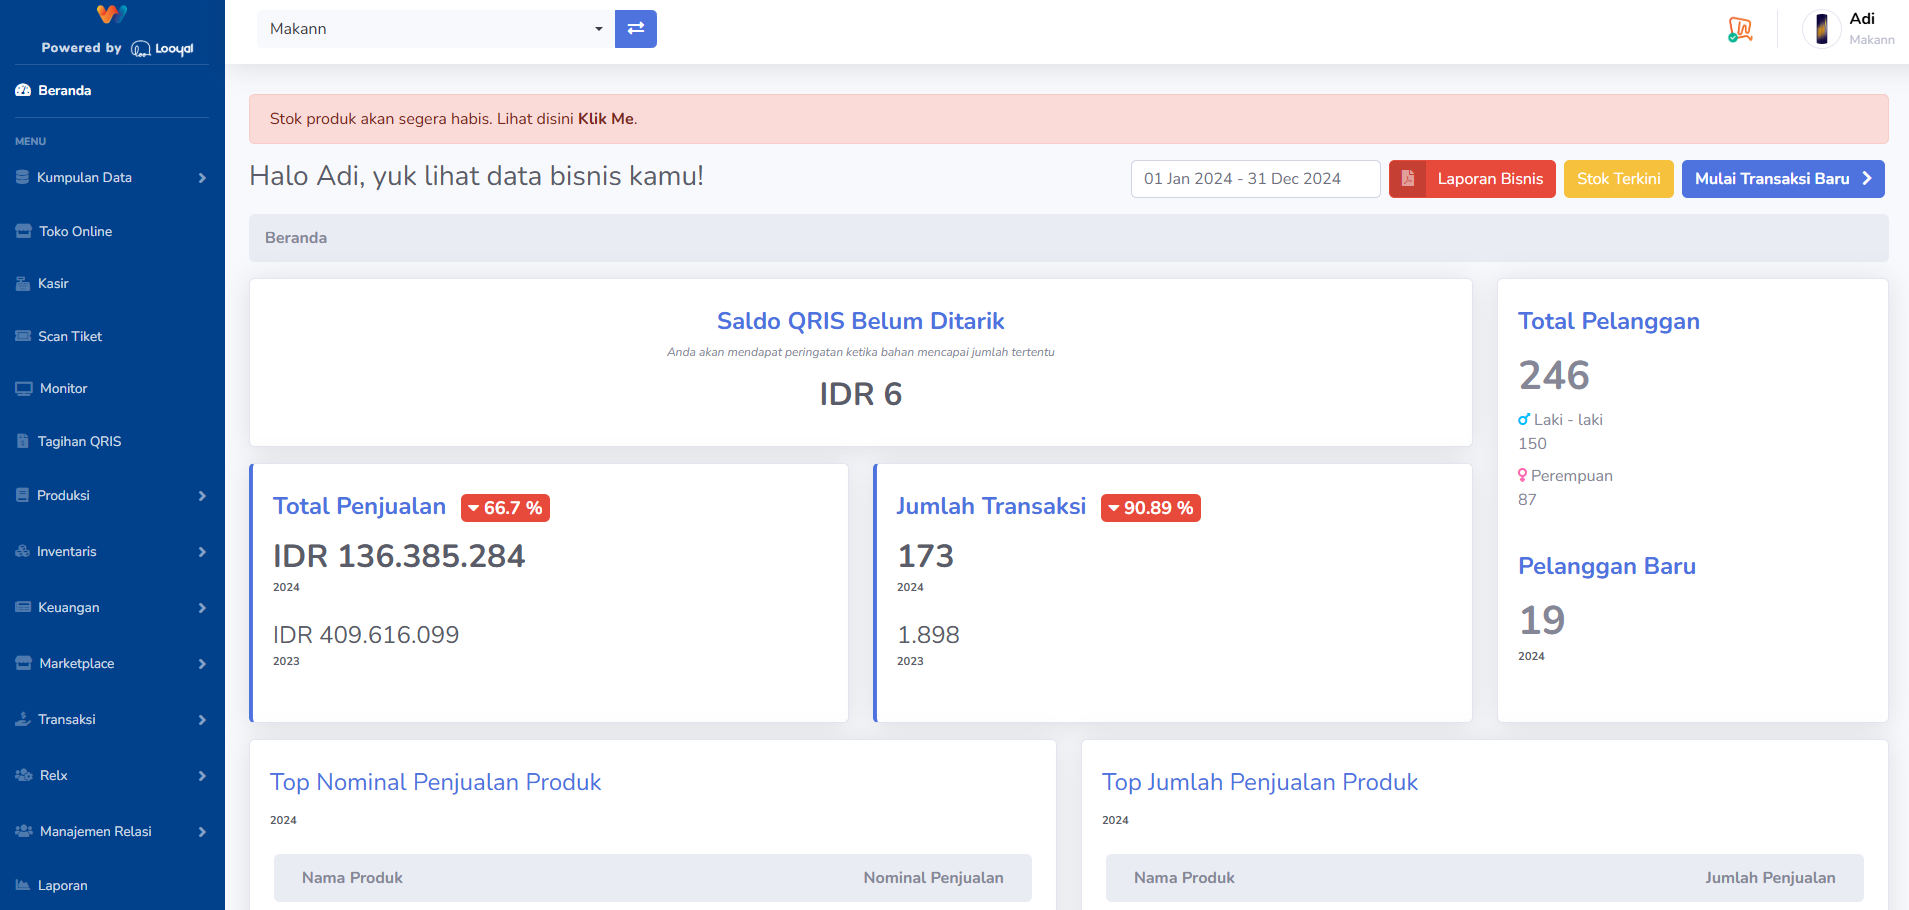 Powered by Looyal
Beranda
MENU
Kumpulan Data
Toko Online
Kasir
Scan Tiket
Monitor
Tagihan QRIS
Produksi
Inventaris
Keuangan
Marketplace
Transaksi
Relx
Manajemen Relasi
Laporan
Makann
Adi
Makann
Stok produk akan segera habis. Lihat disini Klik Me.
Halo Adi, yuk lihat data bisnis kamu!
01 Jan 2024 - 31 Dec 2024
Laporan Bisnis
Stok Terkini
Mulai Transaksi Baru
Beranda
Saldo QRIS Belum Ditarik
Anda akan mendapat peringatan ketika bahan mencapai jumlah tertentu
IDR 6
Total Penjualan 66.7 %
IDR 136.385.284
2024
IDR 409.616.099
2023
Jumlah Transaksi 90.89 %
173
2024
1.898
2023
Total Pelanggan
246
Laki - laki
150
Perempuan
87
Pelanggan Baru
19
2024
Top Nominal Penjualan Produk
2024
Nama Produk Nominal Penjualan
Top Jumlah Penjualan Produk
2024
Nama Produk Jumlah Penjualan